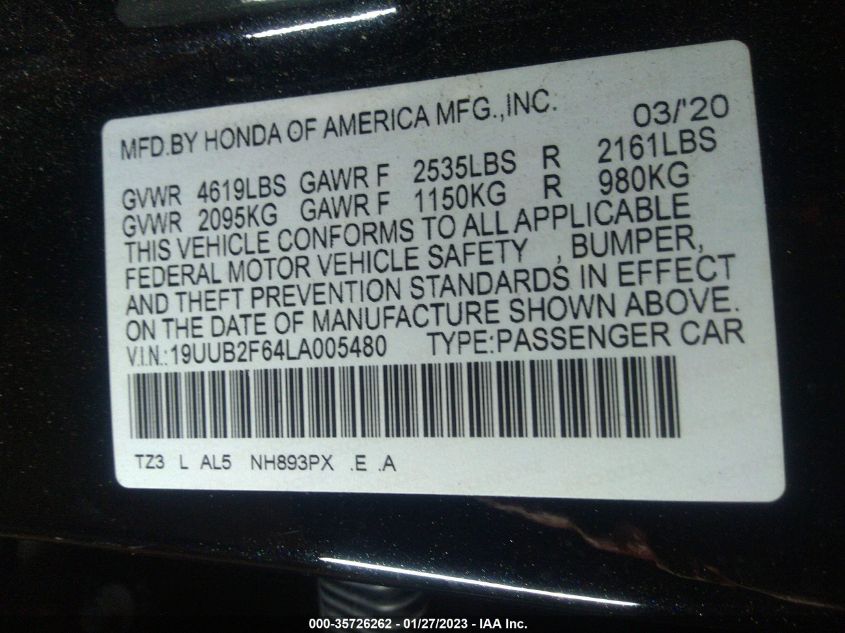 MFD.BY HONDA OF AMERICA MFG.,INC. 03/'20
GVWR 4619LBS GAWR F 2535LBS R 2161LBS
GVWR 2095KG GAWR F 1150KG R 980KG
THIS VEHICLE CONFORMS TO ALL APPLICABLE
FEDERAL MOTOR VEHICLE SAFETY , BUMPER,
AND THEFT PREVENTION STANDARDS IN EFFECT
ON THE DATE OF MANUFACTURE SHOWN ABOVE.
V.I.N.:19UUB2F64LA005480 TYPE:PASSENGER CAR
TZ3 L AL5 NH893PX .E .A
000-35726262 - 01/27/2023 - IAA Inc.